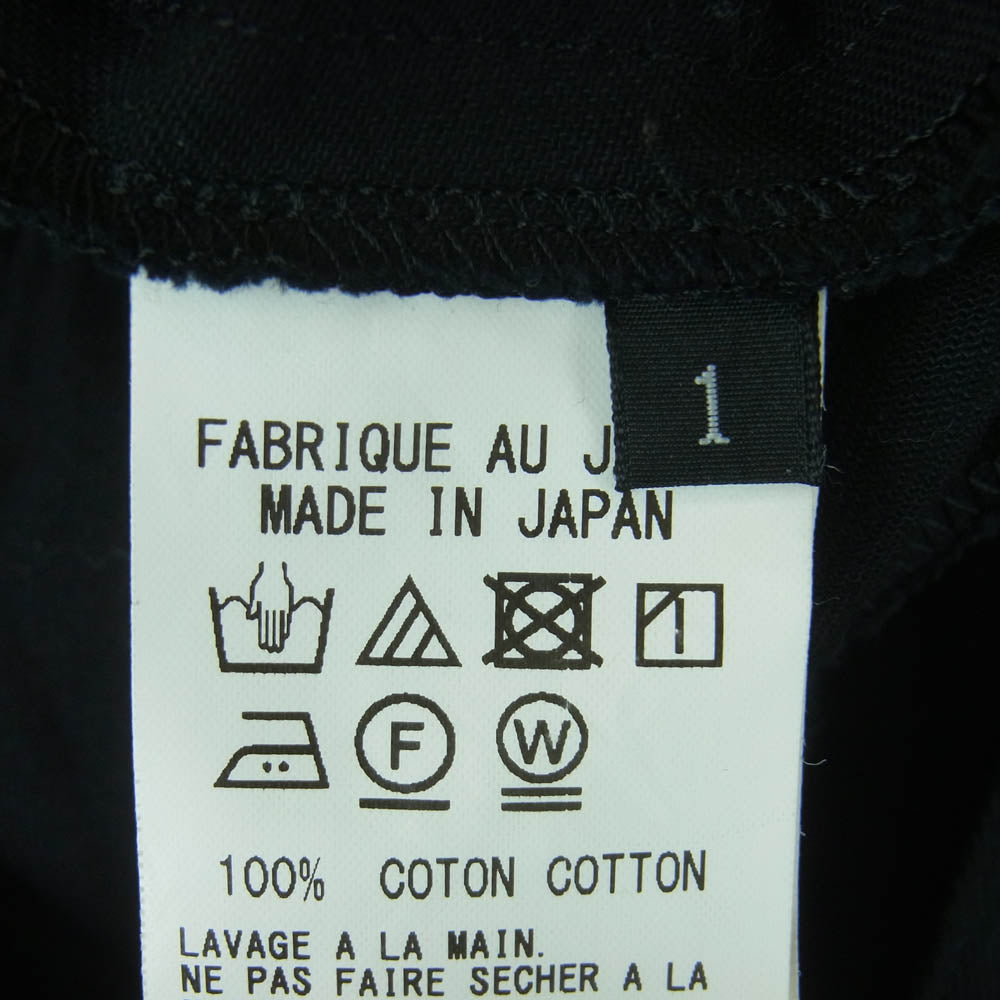 1
FABRIQUE AU
MADE IN JAPAN
F W
100% COTON COTTON
LAVAGE A LA MAIN.
NE PAS FAIRE SECHER A LA